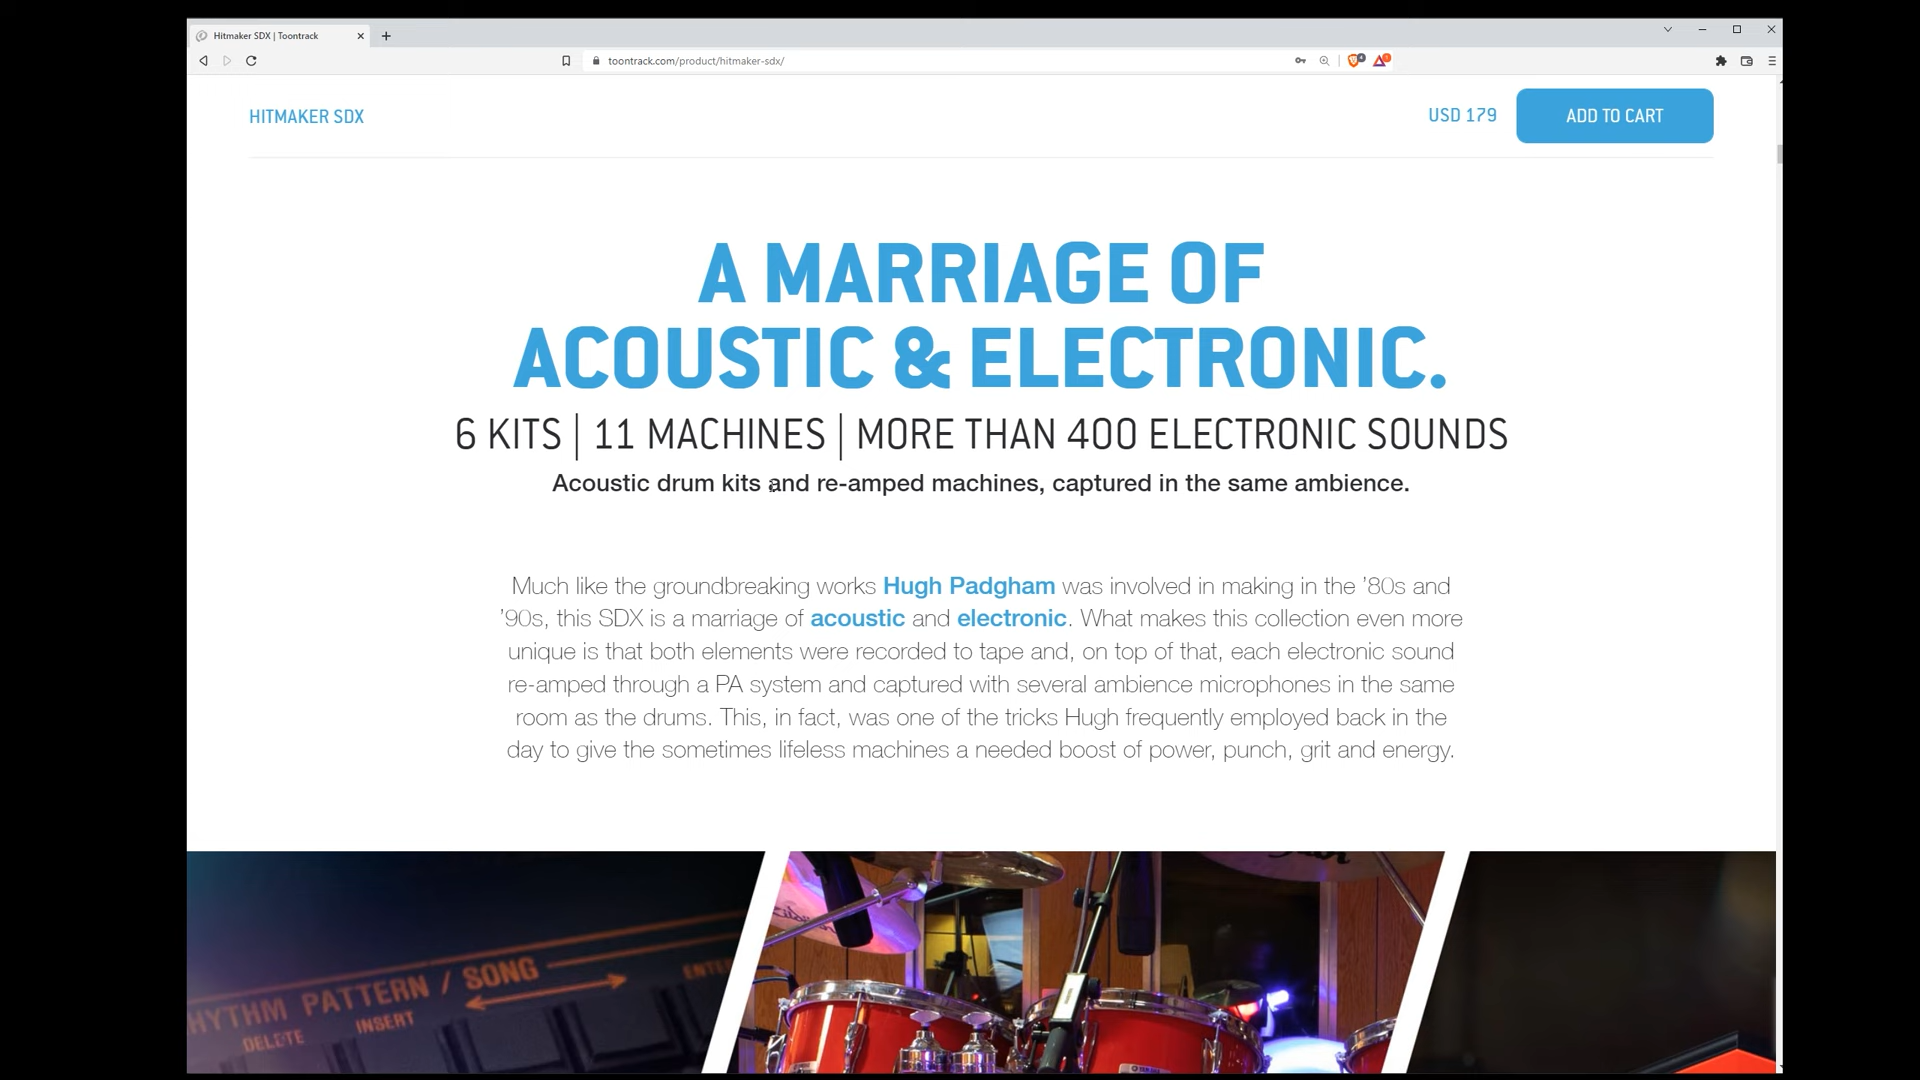 Hitmaker SDX | Toontrack
toontrack.com/product/hitmaker-sdx/
HITMAKER SDX
USD 179
ADD TO CART
A MARRIAGE OF
ACOUSTIC & ELECTRONIC.
6 KITS | 11 MACHINES | MORE THAN 400 ELECTRONIC SOUNDS
Acoustic drum kits and re-amped machines, captured in the same ambience.
Much like the groundbreaking works Hugh Padgham was involved in making in the ’80s and
’90s, this SDX is a marriage of acoustic and electronic. What makes this collection even more
unique is that both elements were recorded to tape and, on top of that, each electronic sound
re-amped through a PA system and captured with several ambience microphones in the same
room as the drums. This, in fact, was one of the tricks Hugh frequently employed back in the
day to give the sometimes lifeless machines a needed boost of power, punch, grit and energy.
PATTERN / SONG
DELETE
INSERT